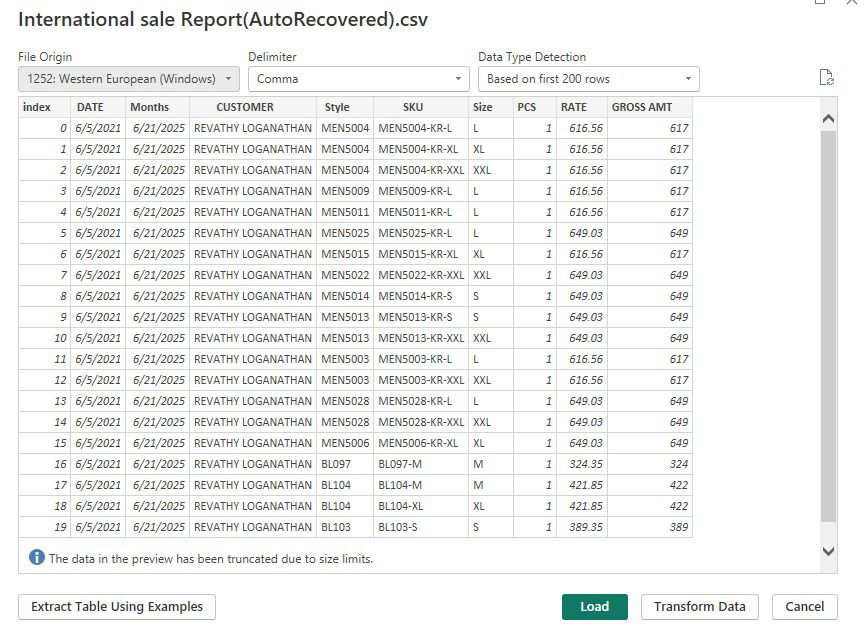 International sale Report(AutoRecovered).csv
File Origin Delimiter Data Type Detection
1252: Western European (Windows) Comma Based on first 200 rows
index DATE Months CUSTOMER Style SKU Size PCS RATE GROSS AMT
0 6/5/2021 6/21/2025 REVATHY LOGANATHAN MEN5004 MEN5004-KR-L L 1 616.56 617
1 6/5/2021 6/21/2025 REVATHY LOGANATHAN MEN5004 MEN5004-KR-XL XL 1 616.56 617
2 6/5/2021 6/21/2025 REVATHY LOGANATHAN MEN5004 MEN5004-KR-XXL XXL 1 616.56 617
3 6/5/2021 6/21/2025 REVATHY LOGANATHAN MEN5009 MEN5009-KR-L L 1 616.56 617
4 6/5/2021 6/21/2025 REVATHY LOGANATHAN MEN5011 MEN5011-KR-L L 1 616.56 617
5 6/5/2021 6/21/2025 REVATHY LOGANATHAN MEN5025 MEN5025-KR-L L 1 649.03 649
6 6/5/2021 6/21/2025 REVATHY LOGANATHAN MEN5015 MEN5015-KR-XL XL 1 616.56 617
7 6/5/2021 6/21/2025 REVATHY LOGANATHAN MEN5022 MEN5022-KR-XXL XXL 1 649.03 649
8 6/5/2021 6/21/2025 REVATHY LOGANATHAN MEN5014 MEN5014-KR-S S 1 649.03 649
9 6/5/2021 6/21/2025 REVATHY LOGANATHAN MEN5013 MEN5013-KR-S S 1 649.03 649
10 6/5/2021 6/21/2025 REVATHY LOGANATHAN MEN5013 MEN5013-KR-XXL XXL 1 649.03 649
11 6/5/2021 6/21/2025 REVATHY LOGANATHAN MEN5003 MEN5003-KR-L L 1 616.56 617
12 6/5/2021 6/21/2025 REVATHY LOGANATHAN MEN5003 MEN5003-KR-XXL XXL 1 616.56 617
13 6/5/2021 6/21/2025 REVATHY LOGANATHAN MEN5028 MEN5028-KR-L L 1 649.03 649
14 6/5/2021 6/21/2025 REVATHY LOGANATHAN MEN5028 MEN5028-KR-XXL XXL 1 649.03 649
15 6/5/2021 6/21/2025 REVATHY LOGANATHAN MEN5006 MEN5006-KR-XL XL 1 649.03 649
16 6/5/2021 6/21/2025 REVATHY LOGANATHAN BL097 BL097-M M 1 324.35 324
17 6/5/2021 6/21/2025 REVATHY LOGANATHAN BL104 BL104-M M 1 421.85 422
18 6/5/2021 6/21/2025 REVATHY LOGANATHAN BL104 BL104-XL XL 1 421.85 422
19 6/5/2021 6/21/2025 REVATHY LOGANATHAN BL103 BL103-S S 1 389.35 389
The data in the preview has been truncated due to size limits.
Extract Table Using Examples Load Transform Data Cancel